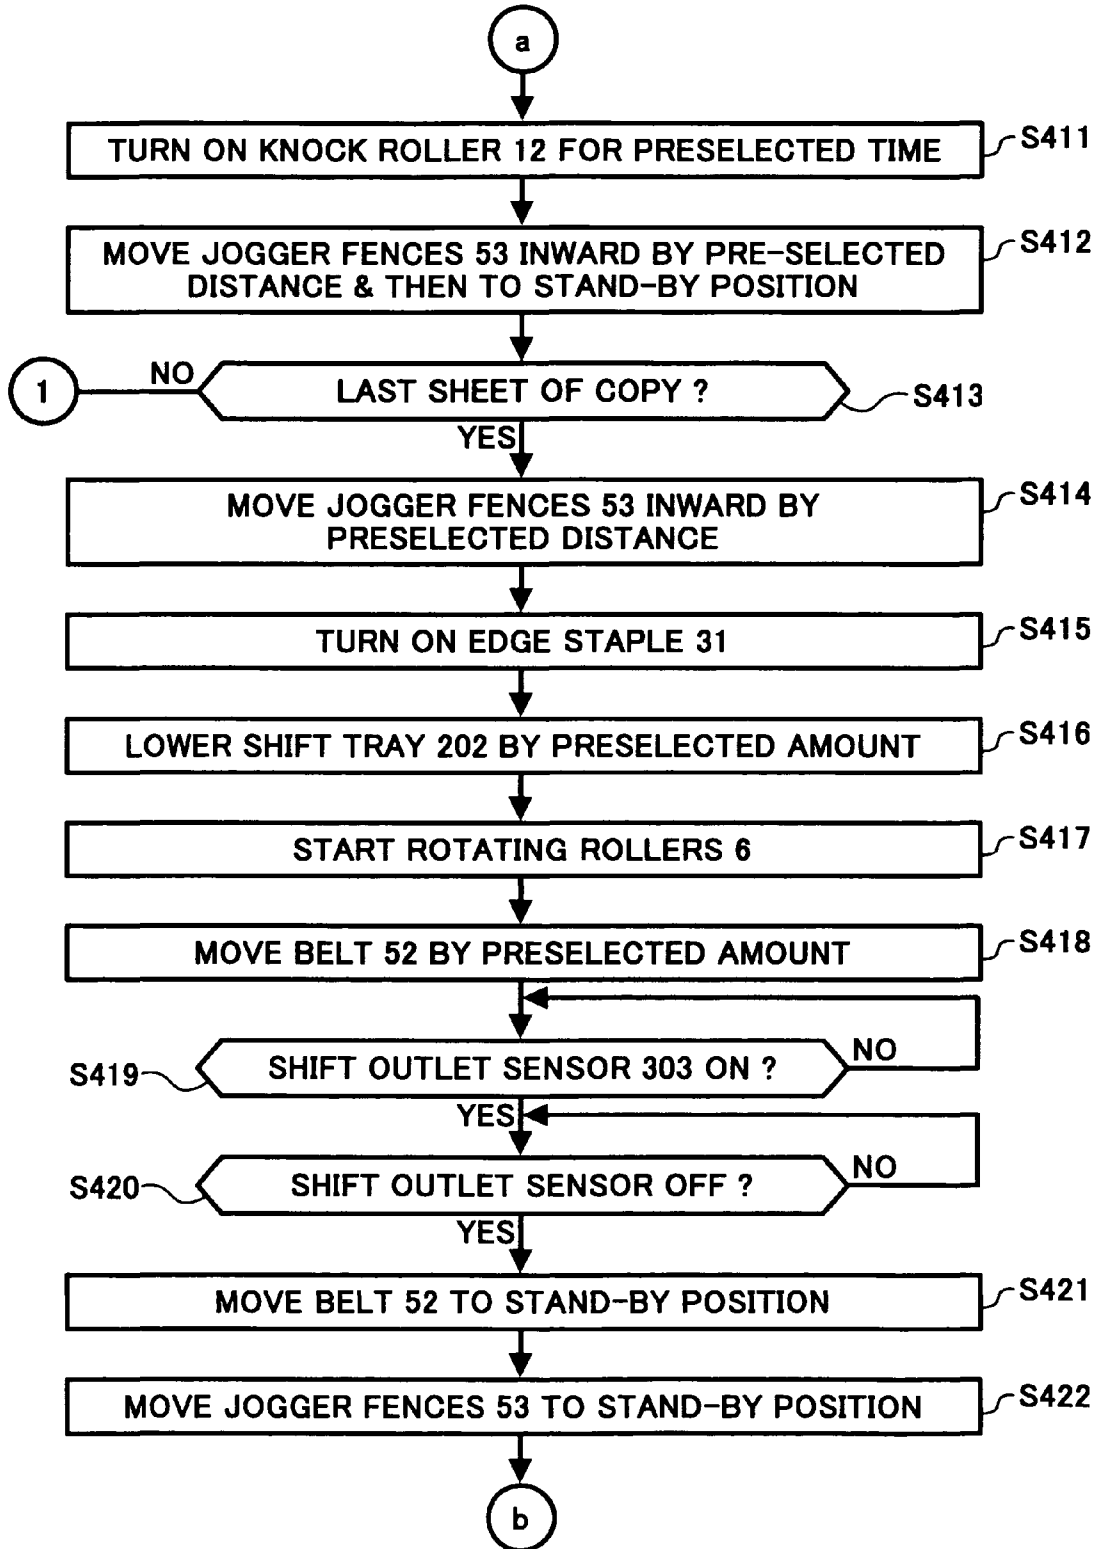 a
TURN ON KNOCK ROLLER 12 FOR PRESELECTED TIME
S411
MOVE JOGGER FENCES 53 INWARD BY PRE-SELECTED
DISTANCE & THEN TO STAND-BY POSITION
S412
1
NO
LAST SHEET OF COPY ?
S413
YES
MOVE JOGGER FENCES 53 INWARD BY
PRESELECTED DISTANCE
S414
TURN ON EDGE STAPLE 31
S415
LOWER SHIFT TRAY 202 BY PRESELECTED AMOUNT
S416
START ROTATING ROLLERS 6
S417
MOVE BELT 52 BY PRESELECTED AMOUNT
S418
S419
SHIFT OUTLET SENSOR 303 ON ?
NO
YES
S420
SHIFT OUTLET SENSOR OFF ?
NO
YES
MOVE BELT 52 TO STAND-BY POSITION
S421
MOVE JOGGER FENCES 53 TO STAND-BY POSITION
S422
b